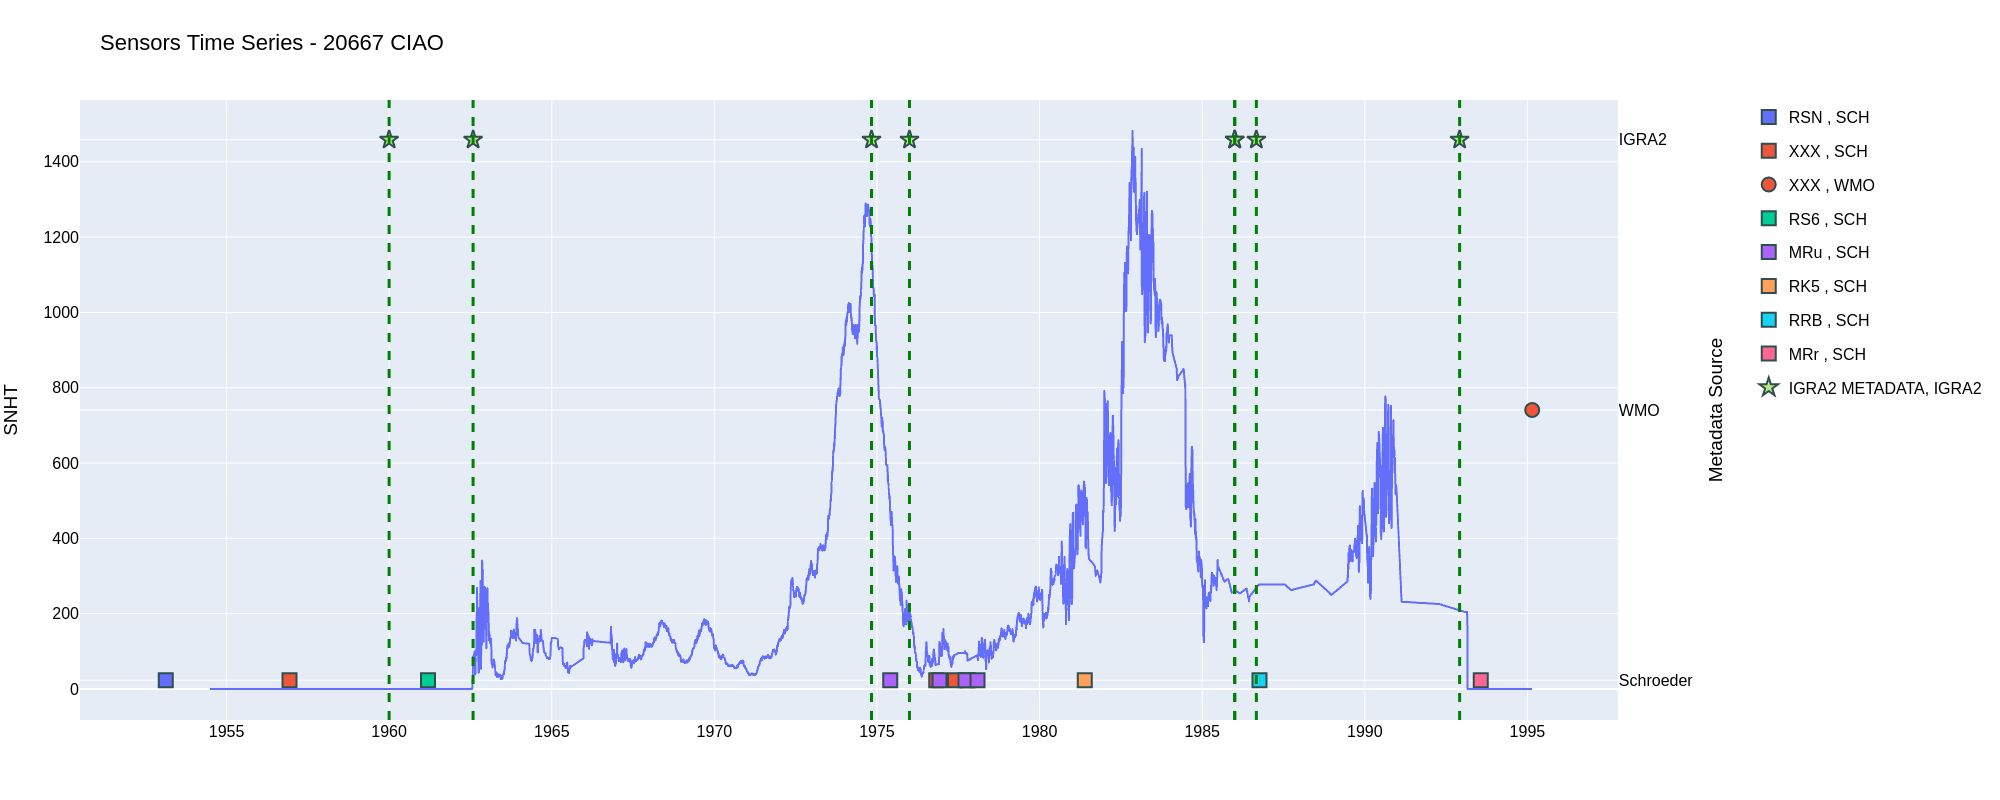 Sensors Time Series - 20667 CIAO
SNHT
1400
1200
1000
800
600
400
200
0
1955
1960
1965
1970
1975
1980
1985
1990
1995
IGRA2
WMO
Schroeder
Metadata Source
RSN , SCH
XXX , SCH
XXX , WMO
RS6 , SCH
MRu , SCH
RK5 , SCH
RRB , SCH
MRr , SCH
IGRA2 METADATA, IGRA2